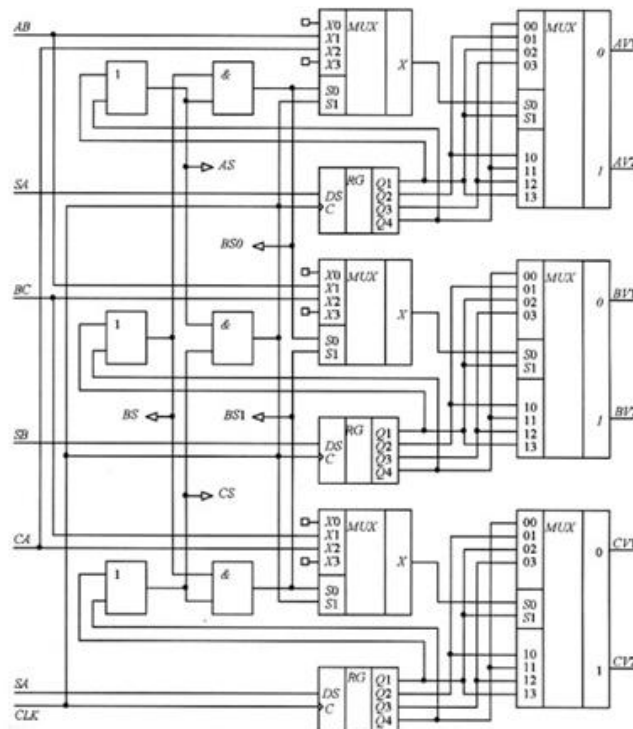 AB
X0
X1
X2
X3
MUX
X
S0
S1
00
01
02
03
MUX
0
AV1
S0
S1
1
AVZ
10
11
12
13
1
&
AS
SA
DS
C
RG
Q1
Q2
Q3
Q4
BS0
BC
X0
X1
X2
X3
MUX
X
S0
S1
00
01
02
03
MUX
0
BV1
S0
S1
1
BVZ
10
11
12
13
1
&
BS
BS1
SB
DS
C
RG
Q1
Q2
Q3
Q4
CS
CA
X0
X1
X2
X3
MUX
X
S0
S1
00
01
02
03
MUX
0
CV1
S0
S1
1
CVZ
10
11
12
13
1
&
SA
CLK
DS
C
RG
Q1
Q2
Q3
Q4